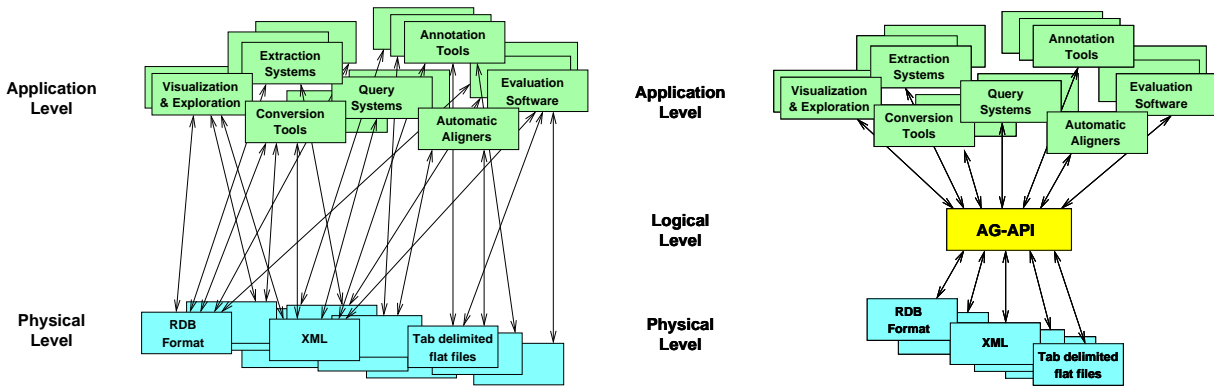 Application
Level
Extraction
Systems
Annotation
Tools
Visualization
& Exploration
Query
Systems
Evaluation
Software
Conversion
Tools
Automatic
Aligners
Physical
Level
RDB
Format
XML
Tab delimited
flat files
Application
Level
Annotation
Tools
Extraction
Systems
Visualization
& Exploration
Query
Systems
Evaluation
Software
Conversion
Tools
Automatic
Aligners
Logical
Level
AG-API
Physical
Level
RDB
Format
XML
Tab delimited
flat files